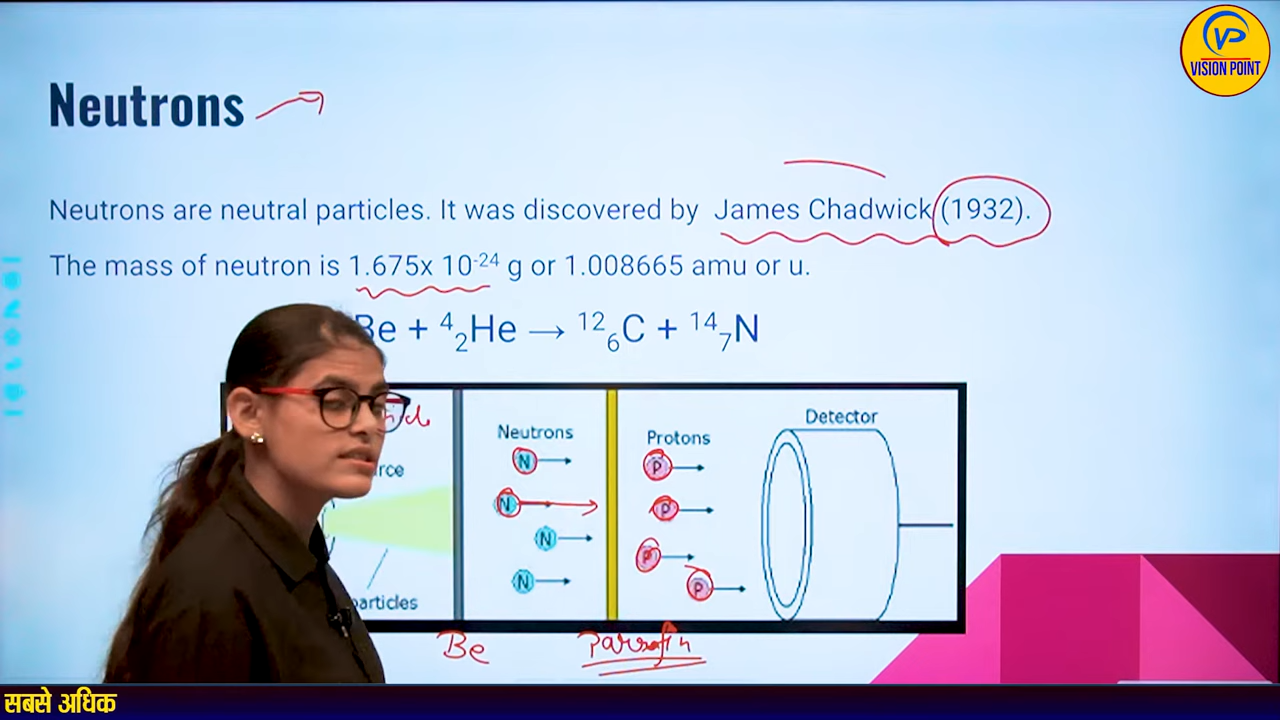 VP
VISION POINT
Neutrons
Neutrons are neutral particles. It was discovered by James Chadwick (1932).
The mass of neutron is 1.675x 10⁻²⁴ g or 1.008665 amu or u.
Be + ⁴₂He → ¹²₆C + ¹⁴₇N
Neutrons
Protons
Detector
N
P
N
P
N
P
N
P
particles
Be
Parrafin
सबसे अधिक